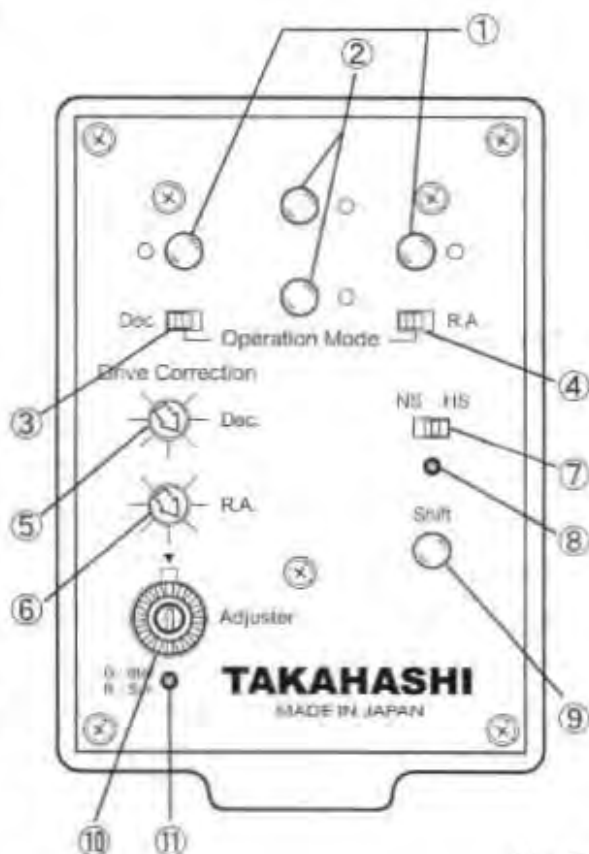 ①
②
Dec.
Operation Mode
R.A.
③
④
Drive Correction
NS HS
Dec.
⑤
⑦
⑧
R.A.
Shift
⑥
Adjuster
TAKAHASHI
MADE IN JAPAN
⑨
⑩
⑪